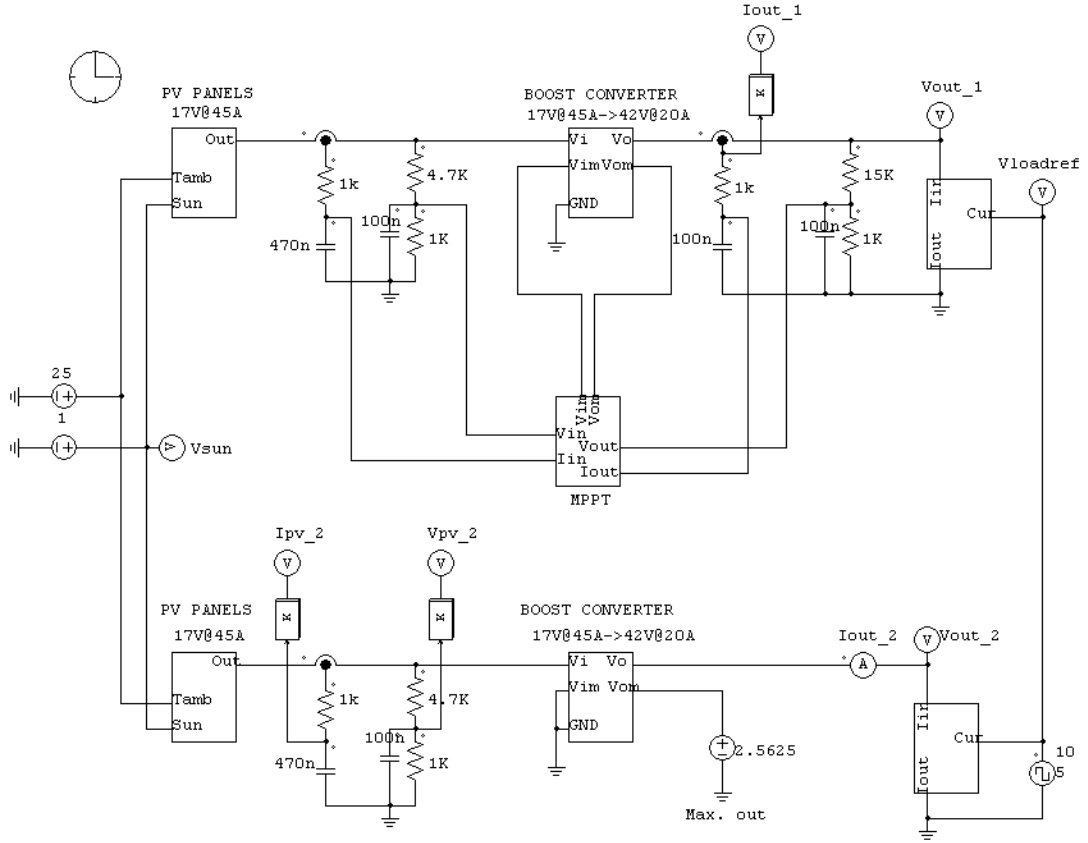 Iout_1
V
PV PANELS
17V@45A
BOOST CONVERTER
17V@45A->42V@20A
K
Vout_1
V
Out
Tamb
Sun
1k
4.7K
470n
100n
1K
Vi Vo
Vim Vom
GND
1k
15K
100n
100n
1K
Vloadref
V
Iin
Cur
Iout
25
1
V
Vsun
Vim
Vom
Vin
Vout
Iin
Iout
MPPT
Ipv_2
V
Vpv_2
V
K
K
PV PANELS
17V@45A
BOOST CONVERTER
17V@45A->42V@20A
Iout_2
A
V
Vout_2
Out
Tamb
Sun
1k
4.7K
470n
100n
1K
Vi Vo
Vim Vom
GND
2.5625
Max. out
Iin
Cur
Iout
10
5